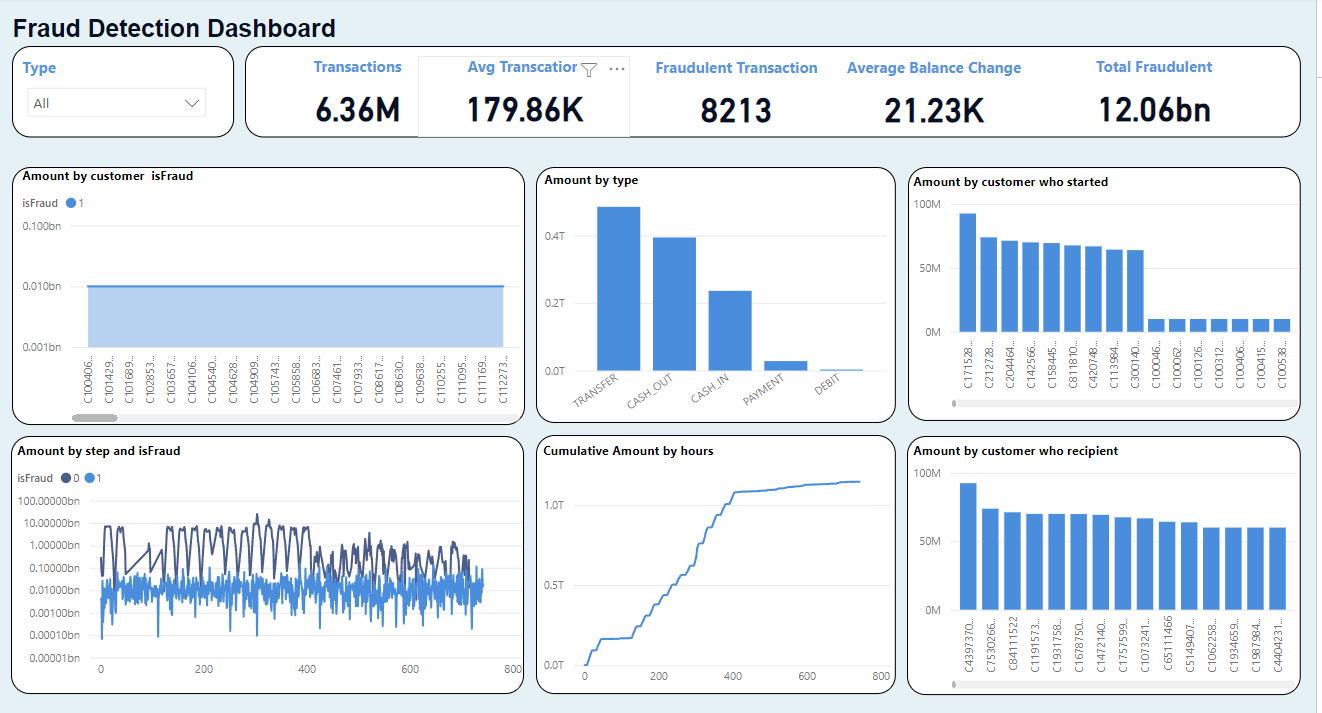 Fraud Detection Dashboard
Type
All
Transactions
6.36M
Avg Transcation
179.86K
Fraudulent Transaction
8213
Average Balance Change
21.23K
Total Fraudulent
12.06bn
Amount by customer isFraud
isFraud 1
0.100bn
0.010bn
0.001bn
C100406...
C101429...
C101689...
C102853...
C103657...
C104106...
C104540...
C104628...
C104909...
C105743...
C105858...
C106683...
C107461...
C107933...
C108617...
C108930...
C109638...
C110255...
C111095...
C111169...
C112273...
Amount by type
0.4T
0.2T
0.0T
TRANSFER
CASH_OUT
CASH_IN
PAYMENT
DEBIT
Amount by customer who started
100M
50M
0M
C171528...
C212728...
C204464...
C142566...
C158445...
C811810...
C420748...
C113984...
C300140...
C100046...
C100062...
C100126...
C100312...
C100406...
C100415...
C100538...
Amount by step and isFraud
isFraud 0 1
100.00000bn
10.00000bn
1.00000bn
0.10000bn
0.01000bn
0.00100bn
0.00010bn
0.00001bn
0 200 400 600 800
Cumulative Amount by hours
1.0T
0.5T
0.0T
0 200 400 600 800
Amount by customer who recipient
100M
50M
0M
C4397370...
C7530266...
C84111522
C1191573...
C1931758...
C1678750...
C1472140...
C1757599...
C1073241...
C65111466
C5149407...
C1062258...
C1934659...
C1987984...
C4404231...